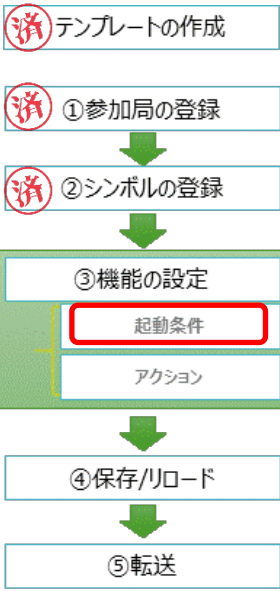 済 テンプレートの作成
済 ①参加局の登録
済 ②シンボルの登録
③機能の設定
起動条件
アクション
④保存/リロード
⑤転送